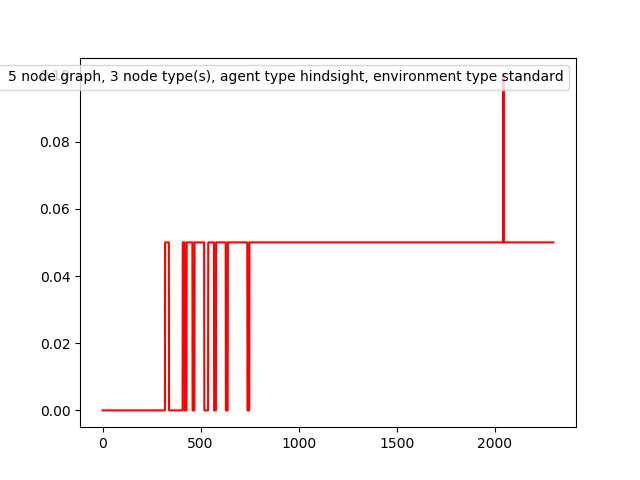 5 node graph, 3 node type(s), agent type hindsight, environment type standard
0.08
0.06
0.04
0.02
0.00
0 500 1000 1500 2000